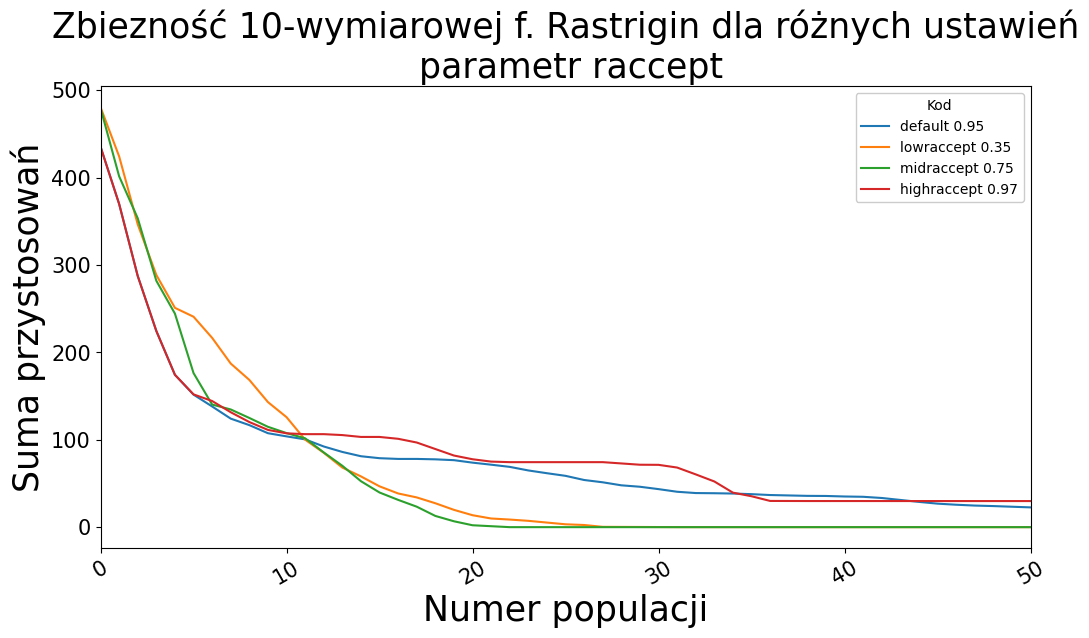 Zbiezność 10-wymiarowej f. Rastrigin dla różnych ustawień
parametr raccept
Suma przystosowań
500
400
300
200
100
0
Kod
default 0.95
lowraccept 0.35
midraccept 0.75
highraccept 0.97
0 10 20 30 40 50
Numer populacji